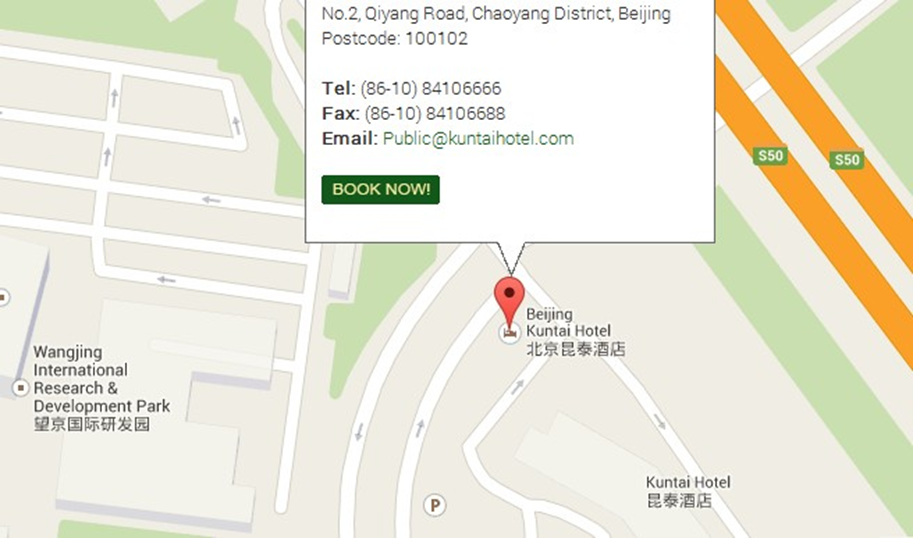 No.2, Qiyang Road, Chaoyang District, Beijing
Postcode: 100102
Tel: (86-10) 84106666
Fax: (86-10) 84106688
Email: Public@kuntaihotel.com
BOOK NOW!
S50
S50
Beijing
Kuntai Hotel
北京昆泰酒店
Wangjing
International
Research &
Development Park
望京国际研发园
Kuntai Hotel
昆泰酒店
P